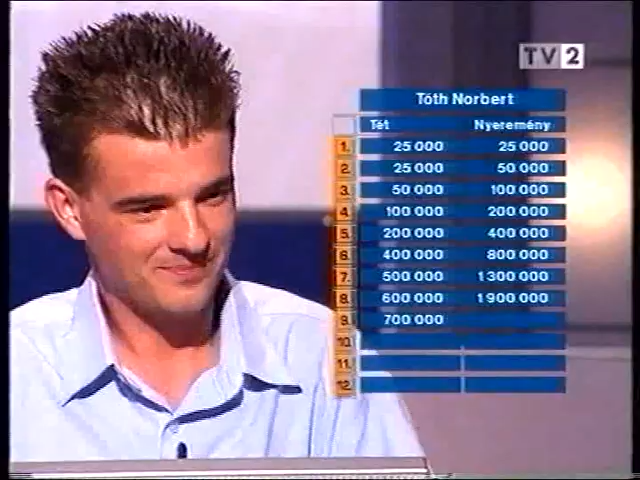 TV2
Tóth Norbert
Tét Nyeremény
1. 25 000 25 000
2. 25 000 50 000
3. 50 000 100 000
4. 100 000 200 000
5. 200 000 400 000
6. 400 000 800 000
7. 500 000 1 300 000
8. 600 000 1 900 000
9. 700 000
10.
11.
12.